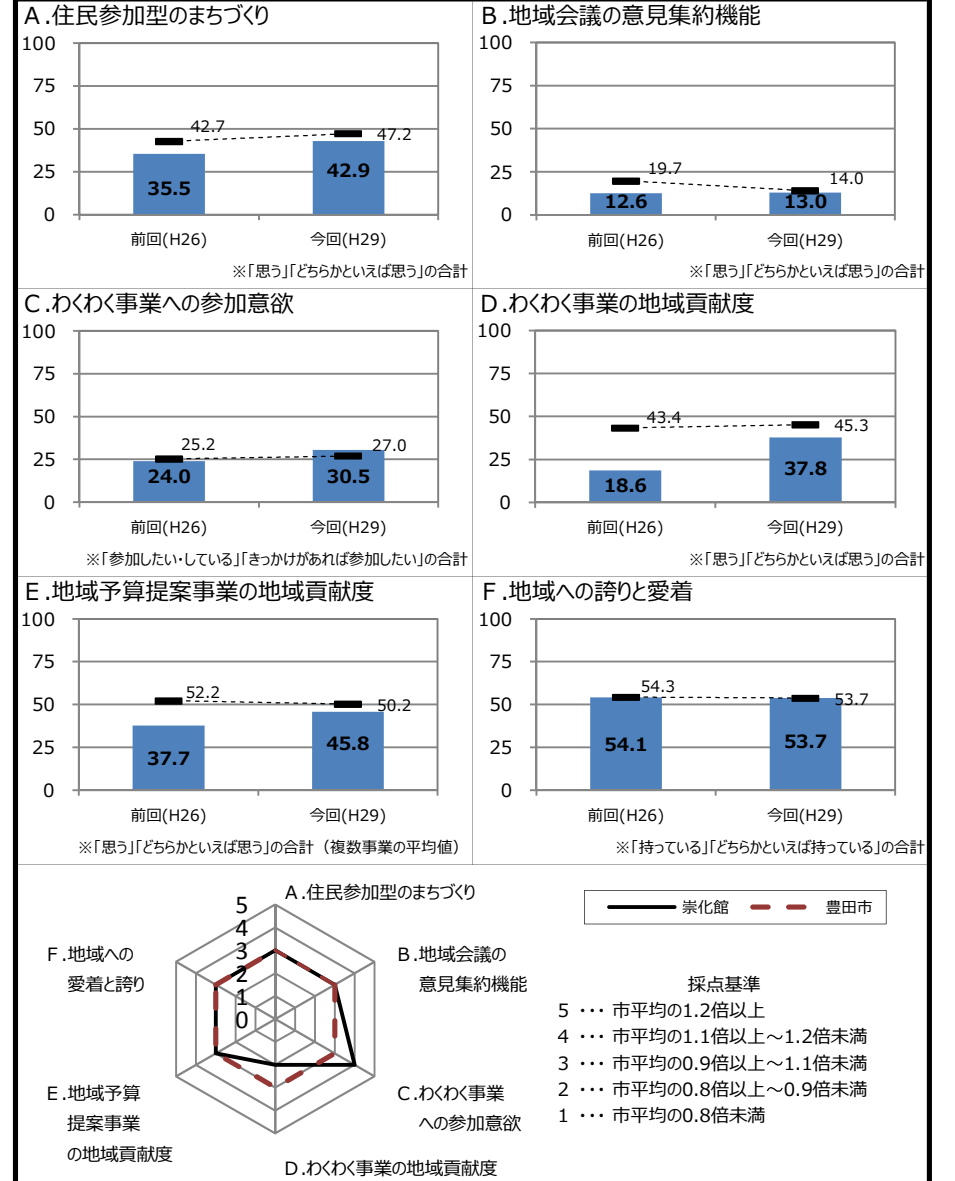 A.住民参加型のまちづくり
100
75
50
25
0
42.7
47.2
35.5
42.9
前回(H26)
今回(H29)
※「思う」「どちらかといえば思う」の合計
B.地域会議の意見集約機能
100
75
50
25
0
19.7
14.0
12.6
13.0
前回(H26)
今回(H29)
※「思う」「どちらかといえば思う」の合計
C.わくわく事業への参加意欲
100
75
50
25
0
25.2
27.0
24.0
30.5
前回(H26)
今回(H29)
※「参加したい・している」「きっかけがあれば参加したい」の合計
D.わくわく事業の地域貢献度
100
75
50
25
0
43.4
45.3
18.6
37.8
前回(H26)
今回(H29)
※「思う」「どちらかといえば思う」の合計
E.地域予算提案事業の地域貢献度
100
75
50
25
0
52.2
50.2
37.7
45.8
前回(H26)
今回(H29)
※「思う」「どちらかといえば思う」の合計（複数事業の平均値）
F.地域への誇りと愛着
100
75
50
25
0
54.3
53.7
54.1
53.7
前回(H26)
今回(H29)
※「持っている」「どちらかといえば持っている」の合計
A.住民参加型のまちづくり
5
4
3
2
1
0
B.地域会議の
意見集約機能
C.わくわく事業
への参加意欲
D.わくわく事業の地域貢献度
E.地域予算
提案事業
の地域貢献度
F.地域への
愛着と誇り
崇化館
豊田市
採点基準
5 ・・・ 市平均の1.2倍以上
4 ・・・ 市平均の1.1倍以上～1.2倍未満
3 ・・・ 市平均の0.9倍以上～1.1倍未満
2 ・・・ 市平均の0.8倍以上～0.9倍未満
1 ・・・ 市平均の0.8倍未満